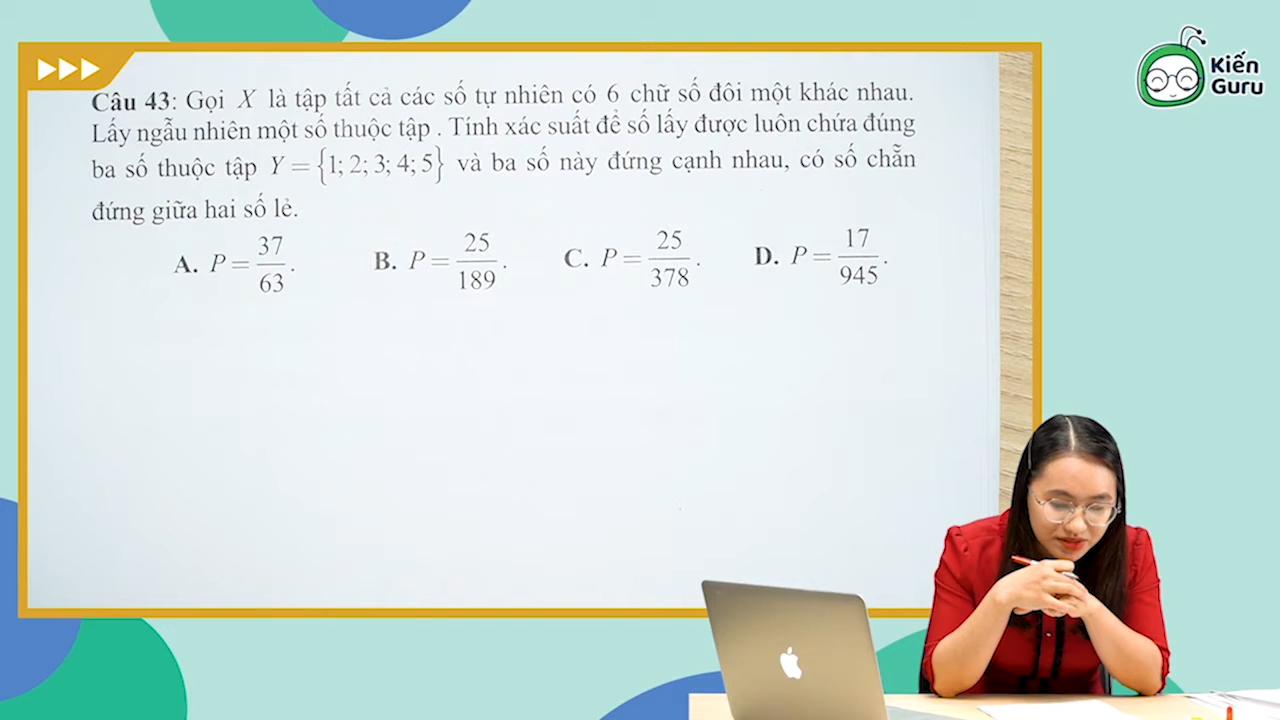 Kiến
Guru
Câu 43: Gọi X là tập tất cả các số tự nhiên có 6 chữ số đôi một khác nhau.
Lấy ngẫu nhiên một số thuộc tập . Tính xác suất để số lấy được luôn chứa đúng
ba số thuộc tập Y = {1; 2; 3; 4; 5} và ba số này đứng cạnh nhau, có số chẵn
đứng giữa hai số lẻ.
A. P = 37/63. B. P = 25/189. C. P = 25/378. D. P = 17/945.